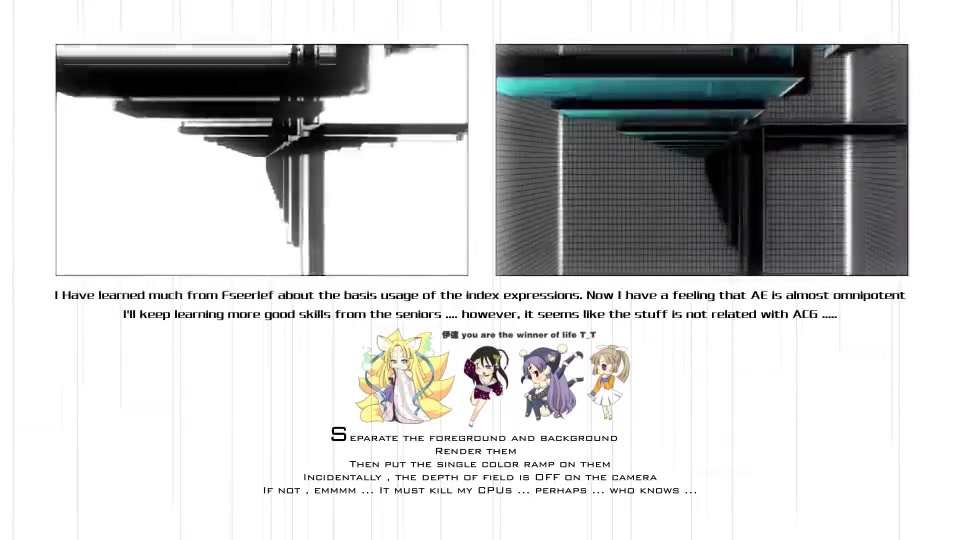 I Have learned much from Fseerlef about the basis usage of the index expressions. Now I have a feeling that AE is almost omnipotent
I'll keep learning more good skills from the seniors .... however, it seems like the stuff is not related with ACG .....
伊達 you are the winner of life T_T
Separate the foreground and background
Render them
Then put the single color ramp on them
Incidentally , the depth of field is OFF on the camera
If not , emmmm ... It must kill my CPUs ... perhaps ... who knows ...